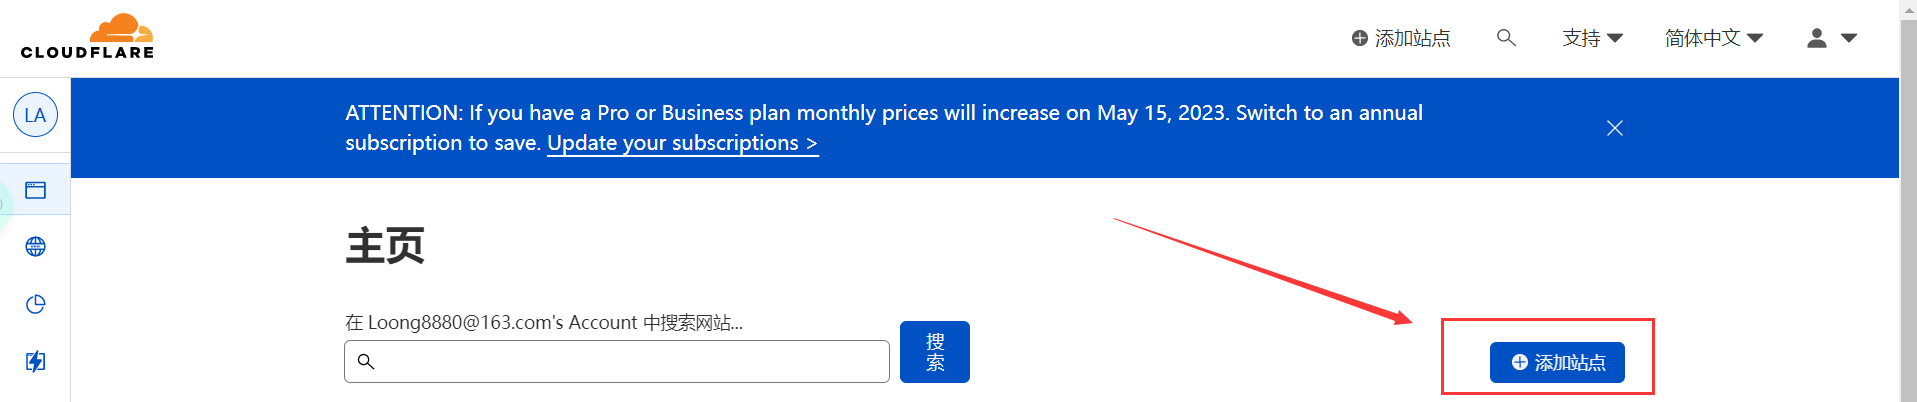 CLOUDFLARE
添加站点
支持
简体中文
LA
ATTENTION: If you have a Pro or Business plan monthly prices will increase on May 15, 2023. Switch to an annual
subscription to save. Update your subscriptions >
主页
在 Loong8880@163.com's Account 中搜索网站...
搜
索
添加站点